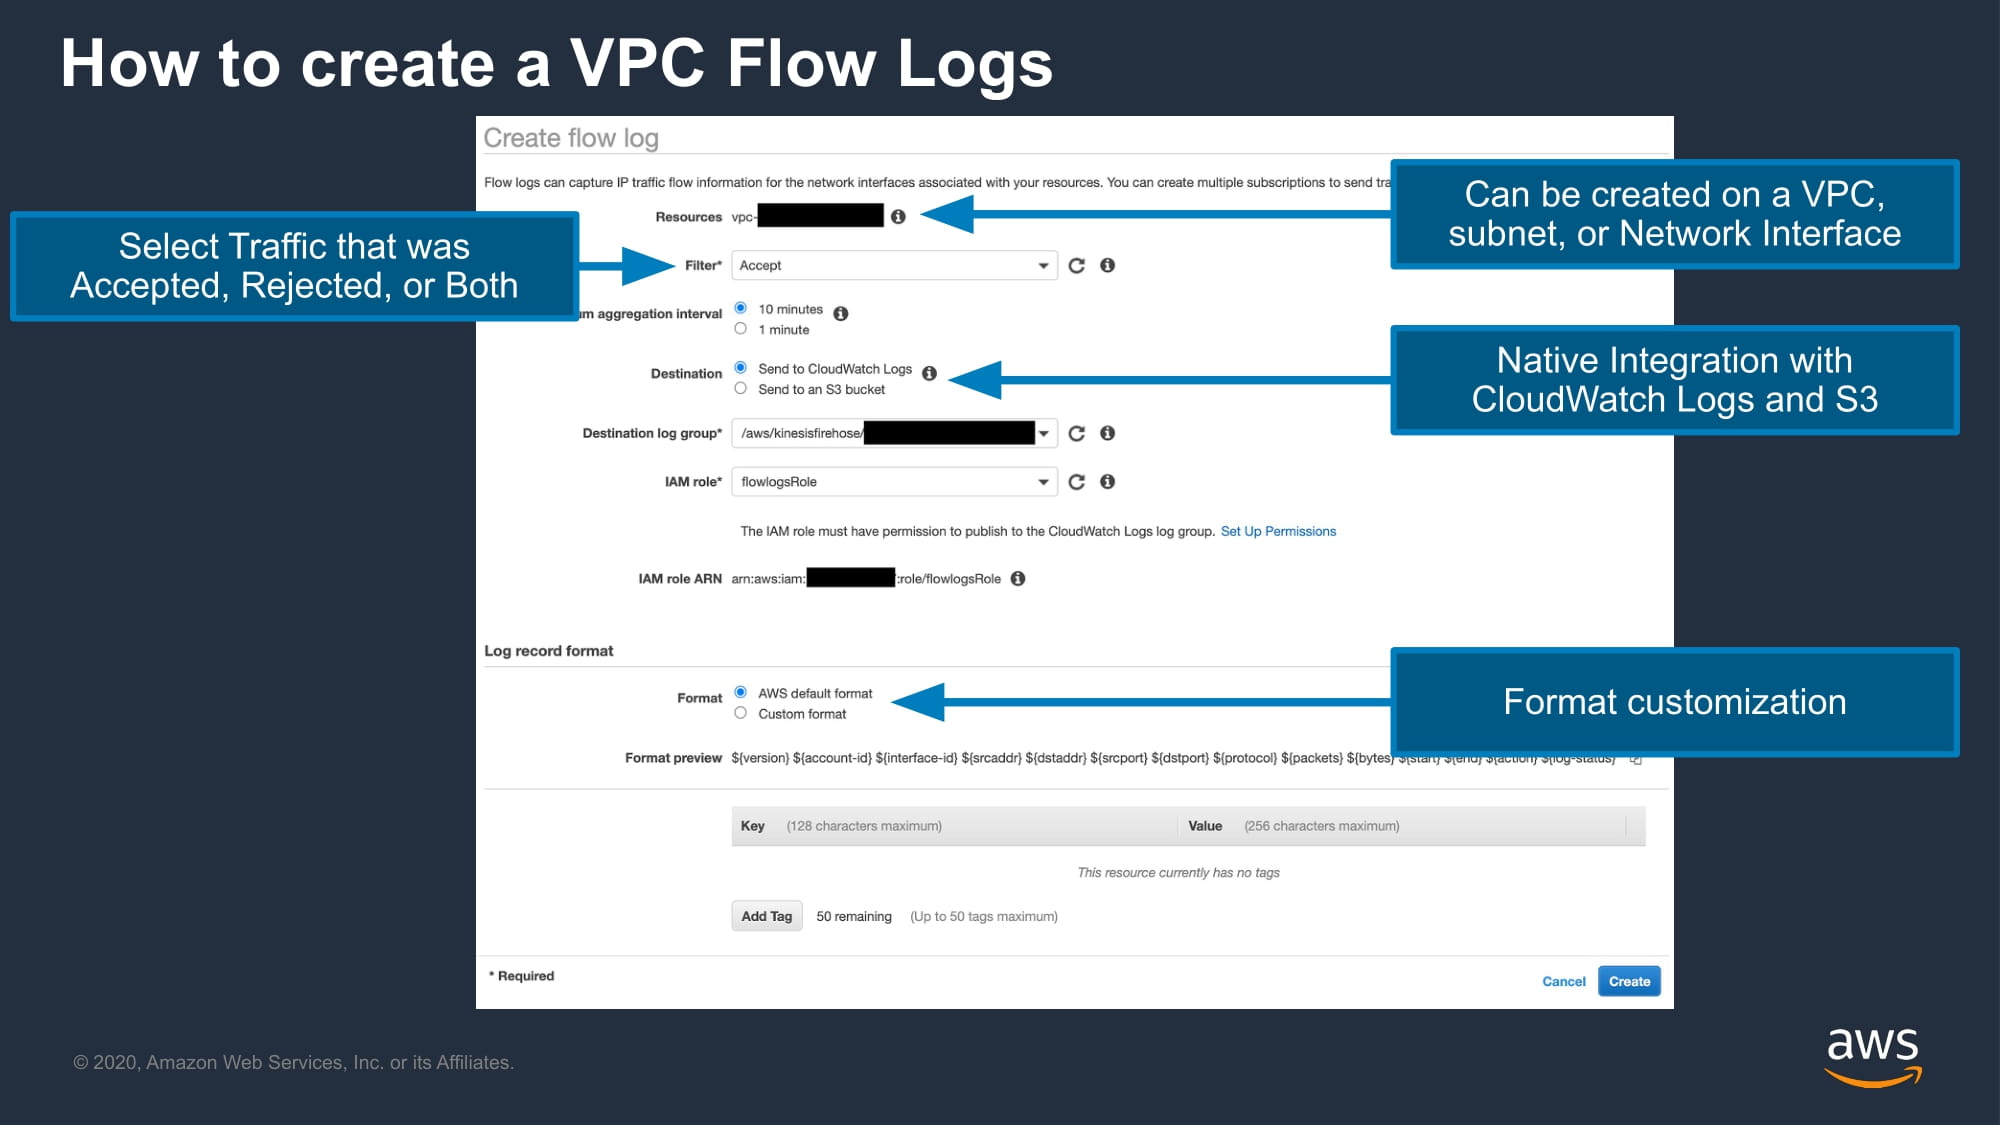 How to create a VPC Flow Logs
Create flow log
Flow logs can capture IP traffic flow information for the network interfaces associated with your resources. You can create multiple subscriptions to send
Can be created on a VPC,
subnet, or Network Interface
Resources vpc-
Select Traffic that was
Accepted, Rejected, or Both
Filter* Accept
aggregation interval 10 minutes
1 minute
Native Integration with
CloudWatch Logs and S3
Destination Send to CloudWatch Logs
Send to an S3 bucket
Destination log group* /aws/kinesisfirehose/
IAM role* flowlogsRole
The IAM role must have permission to publish to the CloudWatch Logs log group. Set Up Permissions
IAM role ARN arn:aws:iam: :role/flowlogsRole
Log record format
Format customization
Format AWS default format
Custom format
Format preview ${version} ${account-id} ${interface-id} ${srcaddr} ${dstaddr} ${srcport} ${dstport} ${protocol} ${packets} ${bytes} ${start} ${end} ${action} ${log-status}
Key (128 characters maximum) Value (256 characters maximum)
This resource currently has no tags
Add Tag 50 remaining (Up to 50 tags maximum)
* Required
Cancel Create
© 2020, Amazon Web Services, Inc. or its Affiliates.
aws